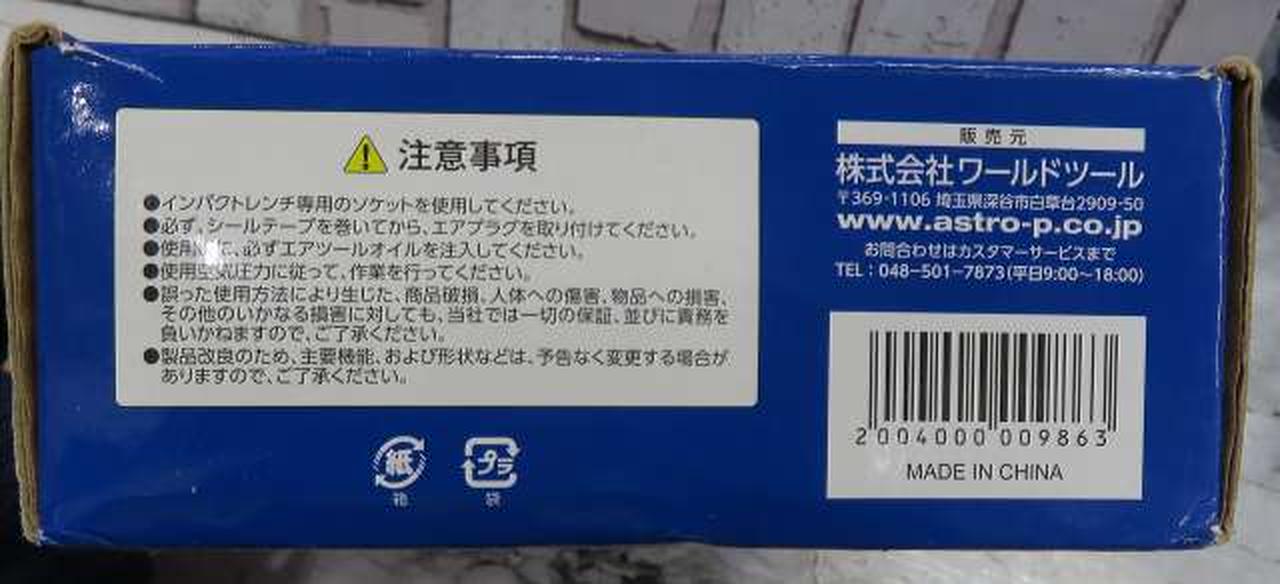 注意事項
●インパクトレンチ専用のソケットを使用してください。
●必ず、シールテープを巻いてから、エアプラグを取り付けてください。
●使用 に、必ずエアツールオイルを注入してください。
●使用空気圧力に従って、作業を行ってください。
●誤った使用方法により生じた、商品破損、人体への傷害、物品への損害、
その他のいかなる損害に対しても、当社では一切の保証、並びに責務を
負いかねますので、ご了承ください。
●製品改良のため、主要機能、および形状などは、予告なく変更する場合が
ありますので、ご了承ください。
紙
箱
プラ
袋
販売元
株式会社ワールドツール
〒369-1106 埼玉県深谷市白草台2909-50
www.astro-p.co.jp
お問合わせはカスタマーサービスまで
TEL：048-501-7873(平日9:00~18:00)
2004000009863
MADE IN CHINA